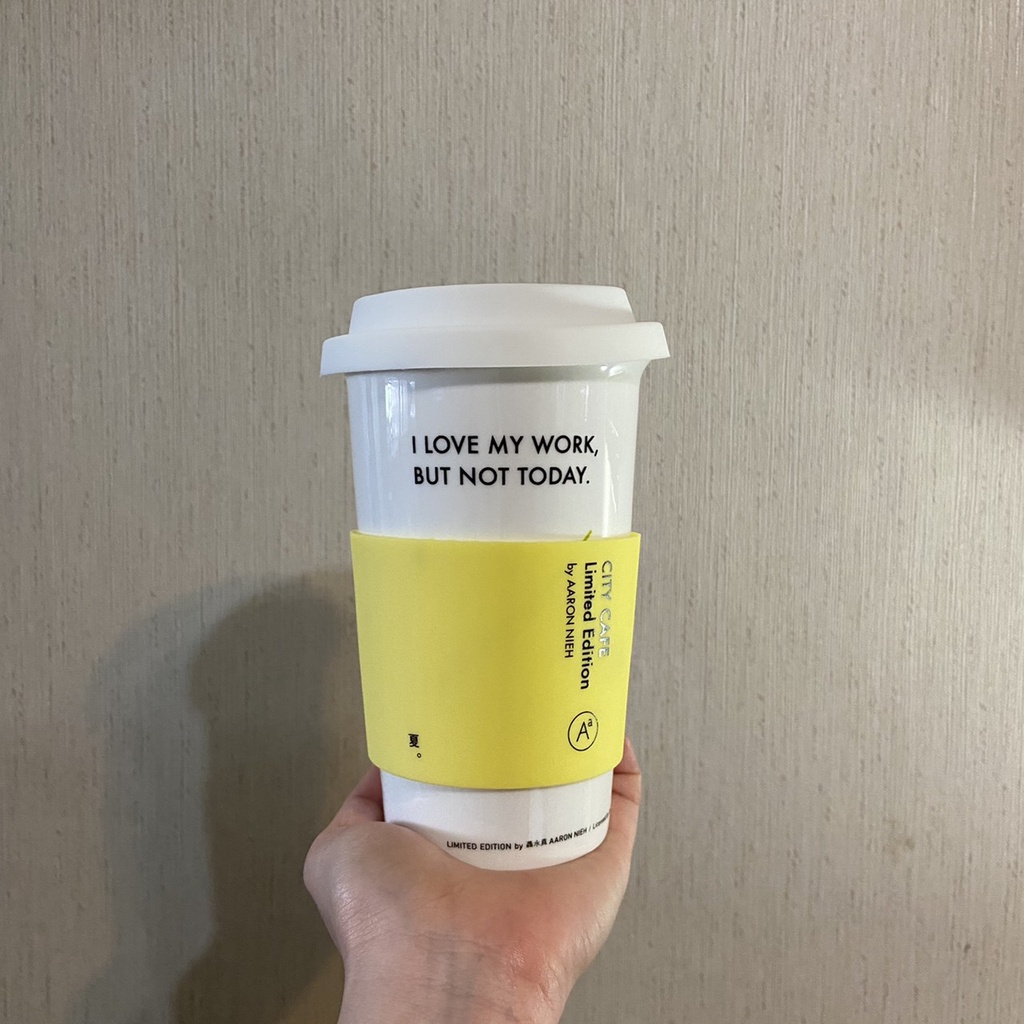 I LOVE MY WORK,
BUT NOT TODAY.
CITY CAFE
Limited Edition
by AARON NIEH
Aa
夏。
LIMITED EDITION by 聶永真 AARON NIEH /